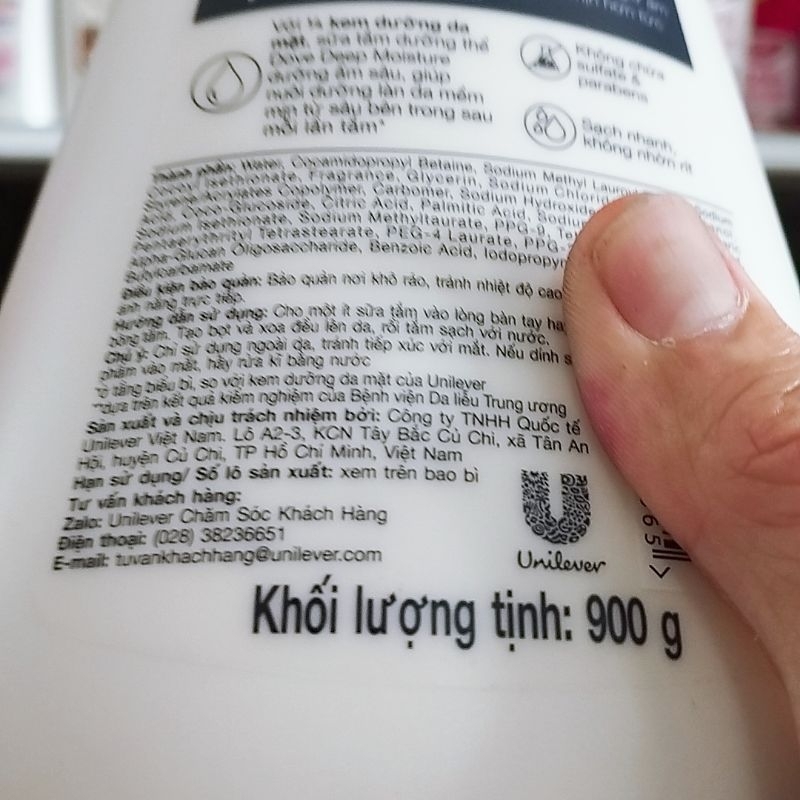 Với ¼ kem dưỡng da
mặt, sữa tắm dưỡng thể
Dove Deep Moisture
dưỡng ẩm sâu, giúp
nuôi dưỡng làn da mềm
mịn từ sâu bên trong sau
mỗi lần tắm*
Không chứa
sulfate &
parabens
Sạch nhanh,
không nhờn rít
Thành phần: Water, Cocamidopropyl Betaine, Sodium Methyl
Cocoyl Isethionate, Fragrance, Glycerin, Sodium
Styrene/Acrylates Copolymer, Carbomer, Sodium Hydroxide
Acid, Coco-Glucoside, Citric Acid, Palmitic Acid,
Sodium Isethionate, Sodium Methyltaurate, PPG-9,
Pentaerythrityl Tetrastearate, PEG-4 Laurate,
Alpha-Glucan Oligosaccharide, Benzoic Acid,
Butylcarbamate
Điều kiện bảo quản: Bảo quản nơi khô ráo, tránh nhiệt độ cao
ánh nắng trực tiếp.
Hướng dẫn sử dụng: Cho một ít sữa tắm vào lòng bàn tay
bông tắm. Tạo bọt và xoa đều lên da, rồi tắm sạch với nước.
Chú ý: Chỉ sử dụng ngoài da, tránh tiếp xúc với mắt. Nếu dính
phẩm vào mắt, hãy rửa kĩ bằng nước
*ở tầng biểu bì, so với kem dưỡng da mặt của Unilever
**dựa trên kết quả kiểm nghiệm của Bệnh viện Da liễu Trung ương
Sản xuất và chịu trách nhiệm bởi: Công ty TNHH Quốc tế
Unilever Việt Nam. Lô A2-3, KCN Tây Bắc Củ Chi, xã Tân An
Hội, huyện Củ Chi, TP Hồ Chí Minh, Việt Nam
Hạn sử dụng/ Số lô sản xuất: xem trên bao bì
Tư vấn khách hàng:
Zalo: Unilever Chăm Sóc Khách Hàng
Điện thoại: (028) 38236651
E-mail: tuvankhachhang@unilever.com
Unilever
Khối lượng tịnh: 900 g